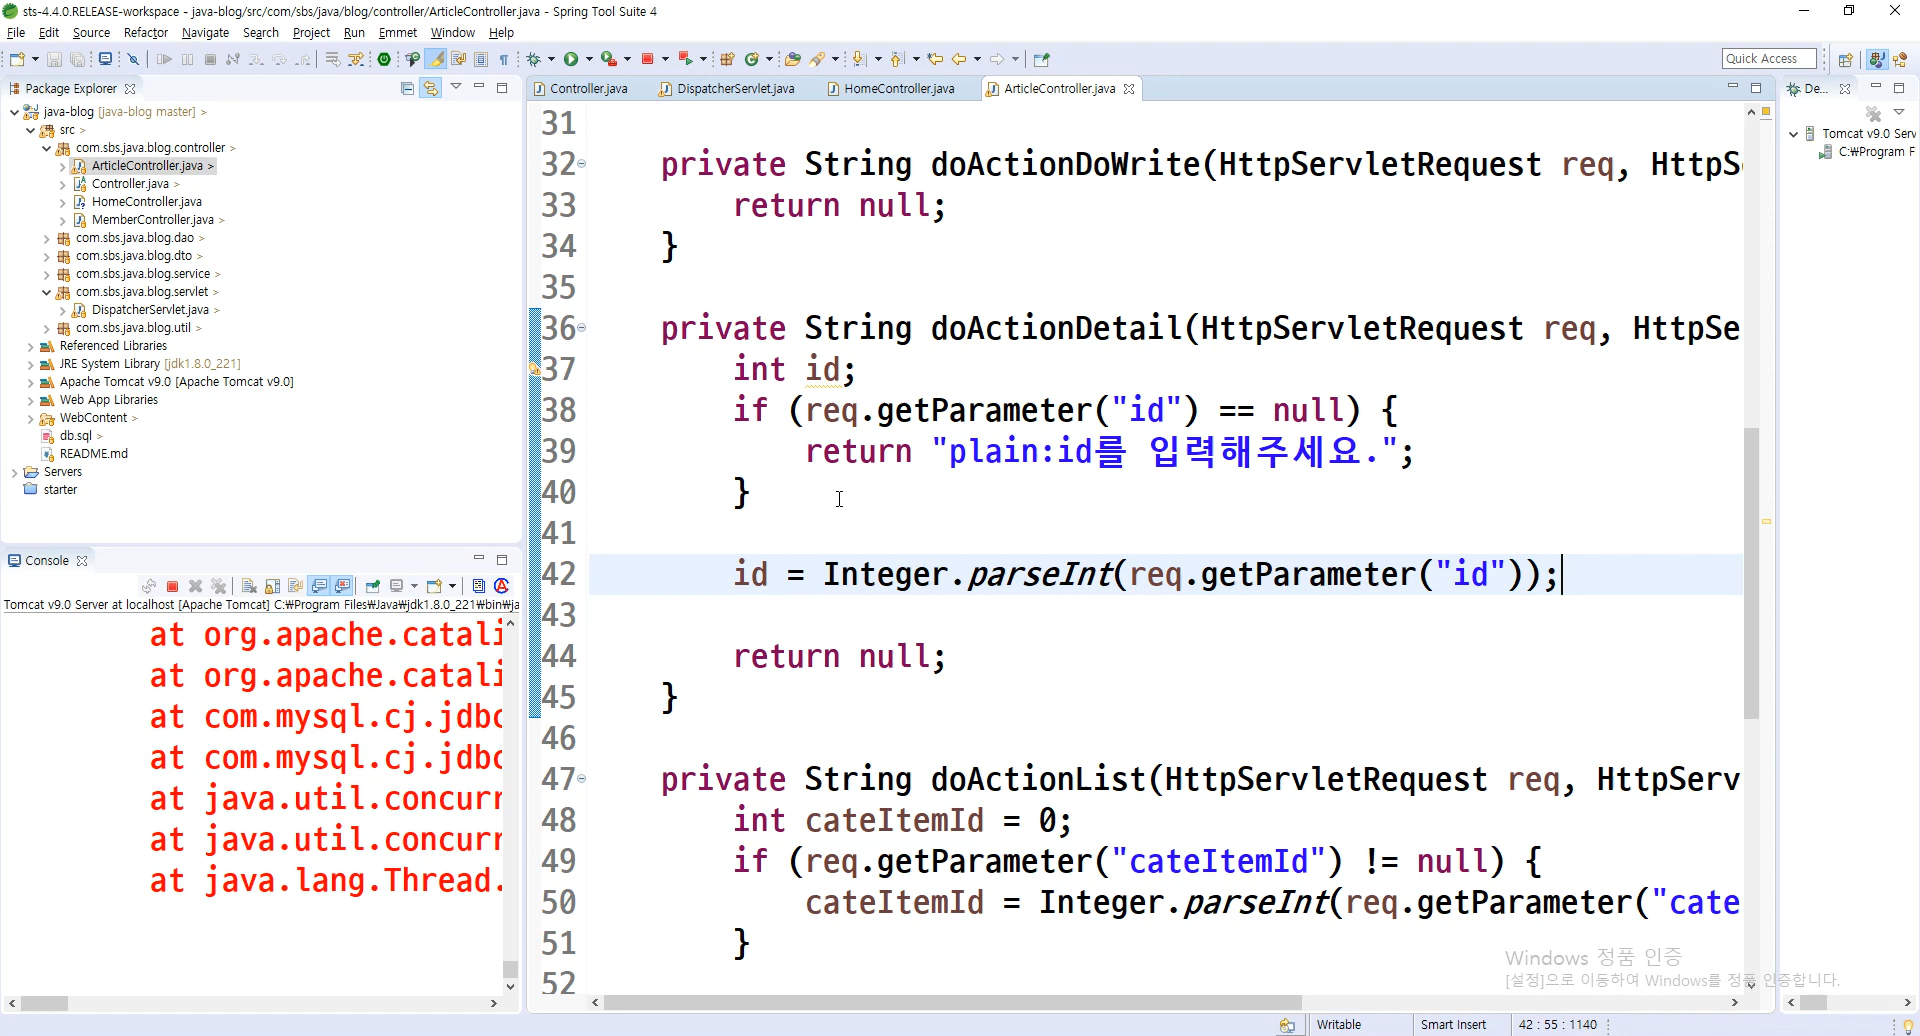 sts-4.4.0.RELEASE-workspace - java-blog/src/com/sbs/java/blog/controller/ArticleController.java - Spring Tool Suite 4
File Edit Source Refactor Navigate Search Project Run Emmet Window Help
Quick Access
Package Explorer
java-blog [java-blog master] >
src >
com.sbs.java.blog.controller >
ArticleController.java >
Controller.java >
HomeController.java
MemberController.java >
com.sbs.java.blog.dao >
com.sbs.java.blog.dto >
com.sbs.java.blog.service >
com.sbs.java.blog.servlet >
DispatcherServlet.java >
com.sbs.java.blog.util >
Referenced Libraries
JRE System Library [jdk1.8.0_221]
Apache Tomcat v9.0 [Apache Tomcat v9.0]
Web App Libraries
WebContent >
db.sql >
README.md
Servers
starter
Console
Tomcat v9.0 Server at localhost [Apache Tomcat] C:₩Program Files₩Java₩jdk1.8.0_221₩bin₩ja
at org.apache.catali
at org.apache.catali
at com.mysql.cj.jdbc
at com.mysql.cj.jdbc
at java.util.concurr
at java.util.concurr
at java.lang.Thread.
Controller.java DispatcherServlet.java HomeController.java ArticleController.java
31
32 private String doActionDoWrite(HttpServletRequest req, HttpS
33 return null;
34 }
35
36 private String doActionDetail(HttpServletRequest req, HttpSe
37 int id;
38 if (req.getParameter("id") == null) {
39 return "plain:id를 입력해주세요.";
40 }
41
42 id = Integer.parseInt(req.getParameter("id"));
43
44 return null;
45 }
46
47 private String doActionList(HttpServletRequest req, HttpServ
48 int cateItemId = 0;
49 if (req.getParameter("cateItemId") != null) {
50 cateItemId = Integer.parseInt(req.getParameter("cate
51 }
52
De...
Tomcat v9.0 Serv
C:₩Program F
Windows 정품 인증
[설정]으로 이동하여 Windows를 정품 인증합니다.
Writable Smart Insert 42 : 55 : 1140